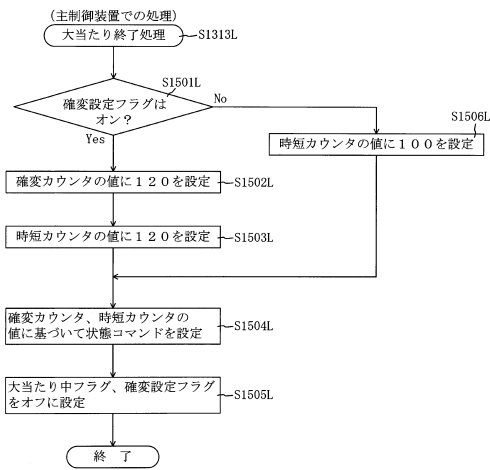 (主制御装置での処理)
大当たり終了処理
S1313L
S1501L
確変設定フラグは
オン?
No
Yes
S1506L
時短カウンタの値に100を設定
確変カウンタの値に120を設定
S1502L
時短カウンタの値に120を設定
S1503L
確変カウンタ、時短カウンタの
値に基づいて状態コマンドを設定
S1504L
大当たり中フラグ、確変設定フラグ
をオフに設定
S1505L
終 了